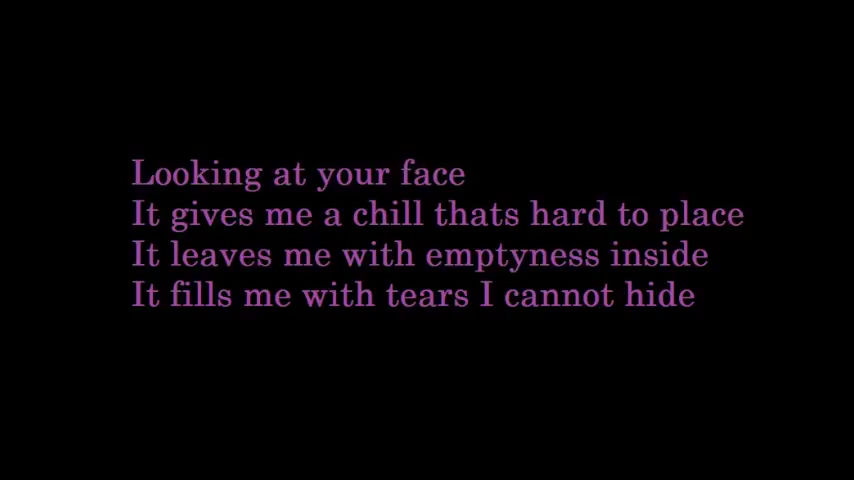 Looking at your face
It gives me a chill thats hard to place
It leaves me with emptyness inside
It fills me with tears I cannot hide